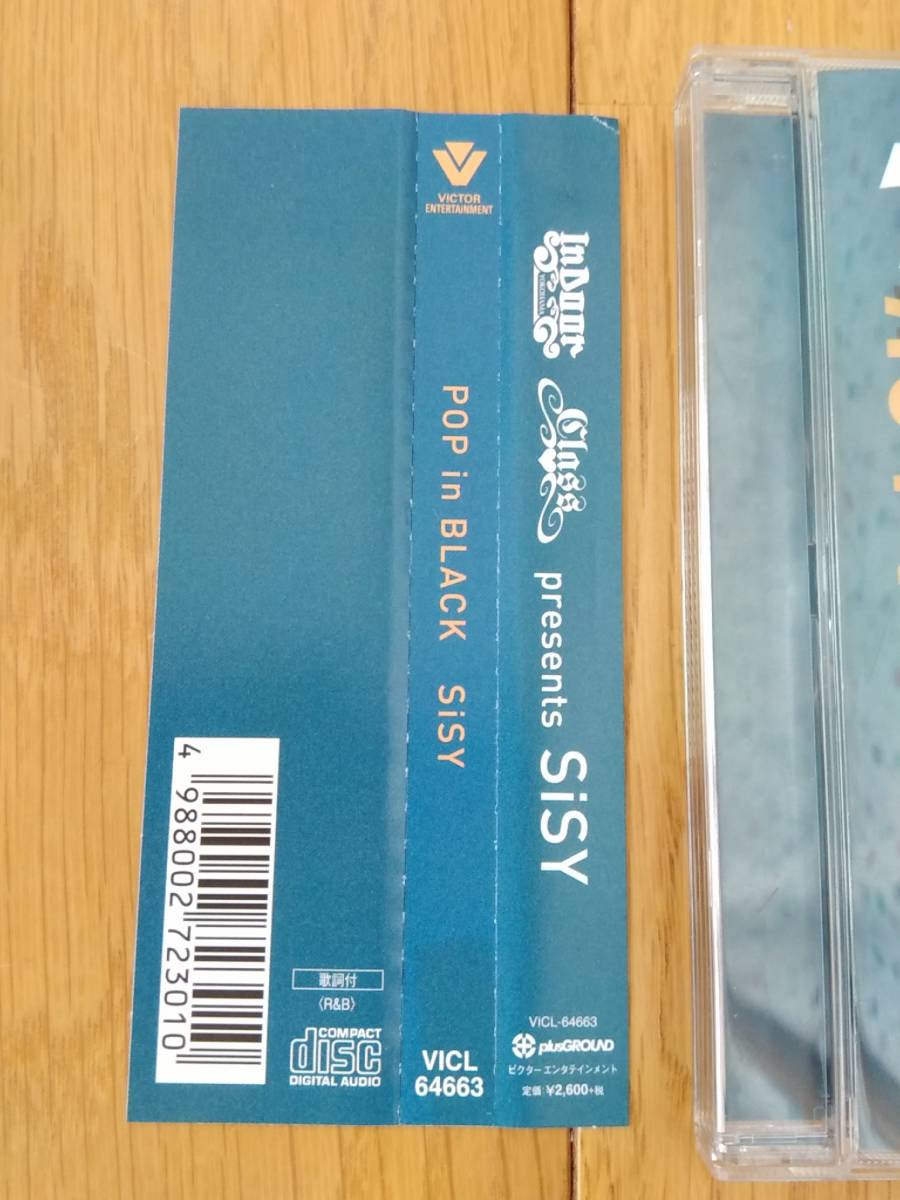 VICTOR
ENTERTAINMENT
POP in BLACK SiSY
VICL
64663
InDOOr
YOKOHAMA
Class
presents SiSY
VICL-64663
plusGROUND
ビクターエンタテインメント
定価:¥2,600+税
4 988002 723010
歌詞付
〈R&B〉
COMPACT
disc
DIGITAL AUDIO